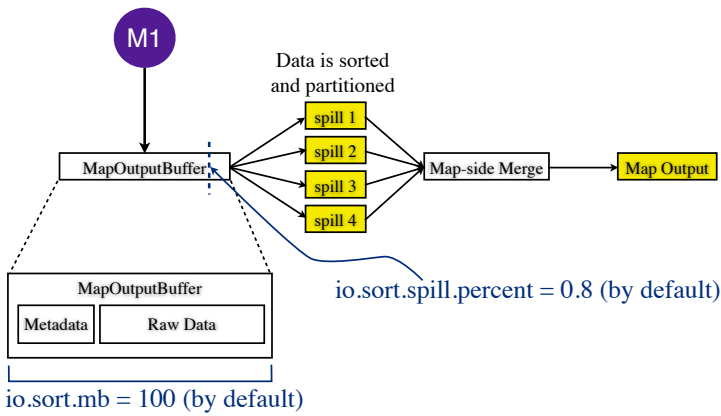 M1
Data is sorted
and partitioned
spill 1
spill 2
spill 3
spill 4
MapOutputBuffer
Map-side Merge
Map Output
MapOutputBuffer
Metadata
Raw Data
io.sort.spill.percent = 0.8 (by default)
io.sort.mb = 100 (by default)